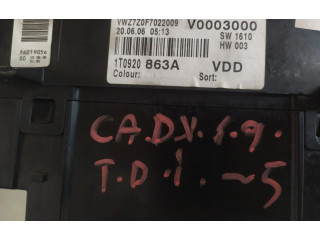 VWZ7Z0F7022009 V0003000
20.06.06 05:13 SW 1610
HW 003
1T0920 863A VDD
Colour: Sort:
CADY.1.9.
T.D.i. ~5